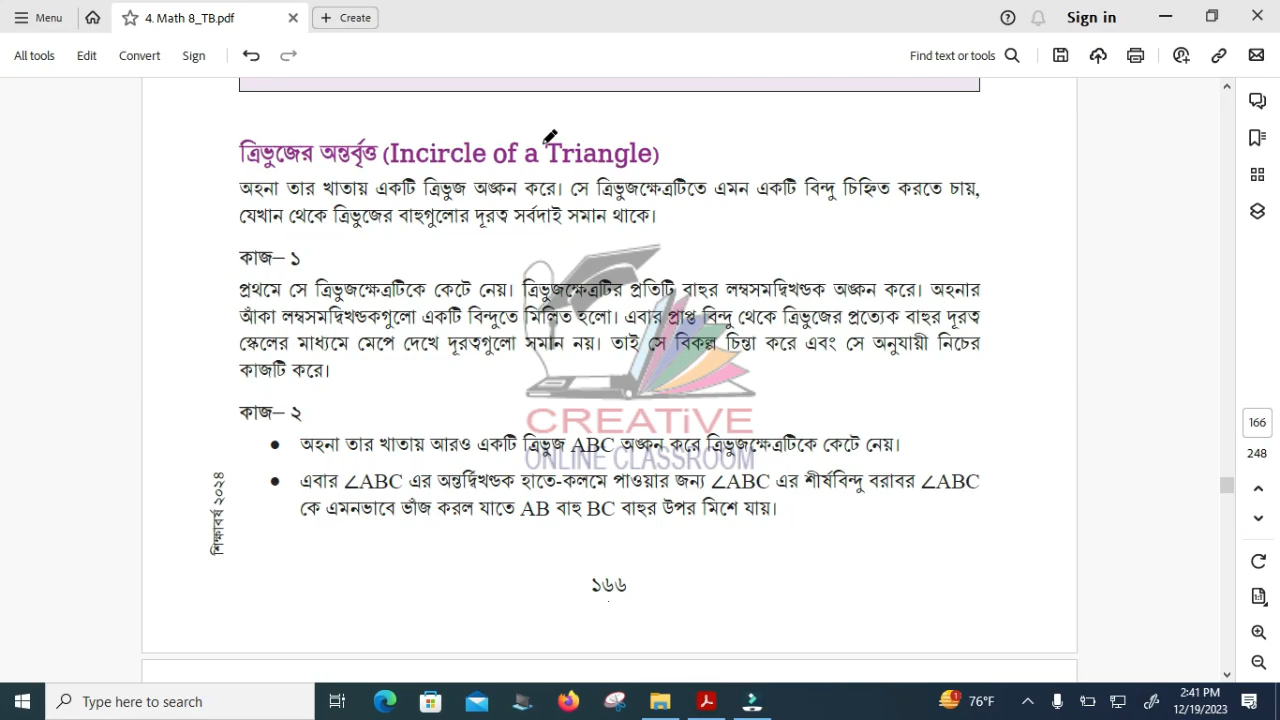 Menu
4. Math 8_TB.pdf
Create
Sign in
All tools Edit Convert Sign
Find text or tools
ত্রিভুজের অন্তর্বৃত্ত (Incircle of a Triangle)
অহনা তার খাতায় একটি ত্রিভুজ অঙ্কন করে। সে ত্রিভুজক্ষেত্রটিতে এমন একটি বিন্দু চিহ্নিত করতে চায়,
যেখান থেকে ত্রিভুজের বাহুগুলোর দূরত্ব সর্বদাই সমান থাকে।
কাজ– ১
প্রথমে সে ত্রিভুজক্ষেত্রটিকে কেটে নেয়। ত্রিভুজক্ষেত্রটির প্রতিটি বাহুর লম্বসমদ্বিখণ্ডক অঙ্কন করে। অহনার
আঁকা লম্বসমদ্বিখণ্ডকগুলো একটি বিন্দুতে মিলিত হলো। এবার প্রাপ্ত বিন্দু থেকে ত্রিভুজের প্রত্যেক বাহুর দূরত্ব
স্কেলের মাধ্যমে মেপে দেখে দূরত্বগুলো সমান নয়। তাই সে বিকল্প চিন্তা করে এবং সে অনুযায়ী নিচের
কাজটি করে।
কাজ– ২
CREATiVE
ONLINE CLASSROOM
● অহনা তার খাতায় আরও একটি ত্রিভুজ ABC অঙ্কন করে ত্রিভুজক্ষেত্রটিকে কেটে নেয়।
● এবার ∠ABC এর অন্তর্দ্বিখণ্ডক হাতে-কলমে পাওয়ার জন্য ∠ABC এর শীর্ষবিন্দু বরাবর ∠ABC
কে এমনভাবে ভাঁজ করল যাতে AB বাহু BC বাহুর উপর মিশে যায়।
শিক্ষাবর্ষ ২০২৪
১৬৬
166
248
Type here to search
76°F
2:41 PM
12/19/2023